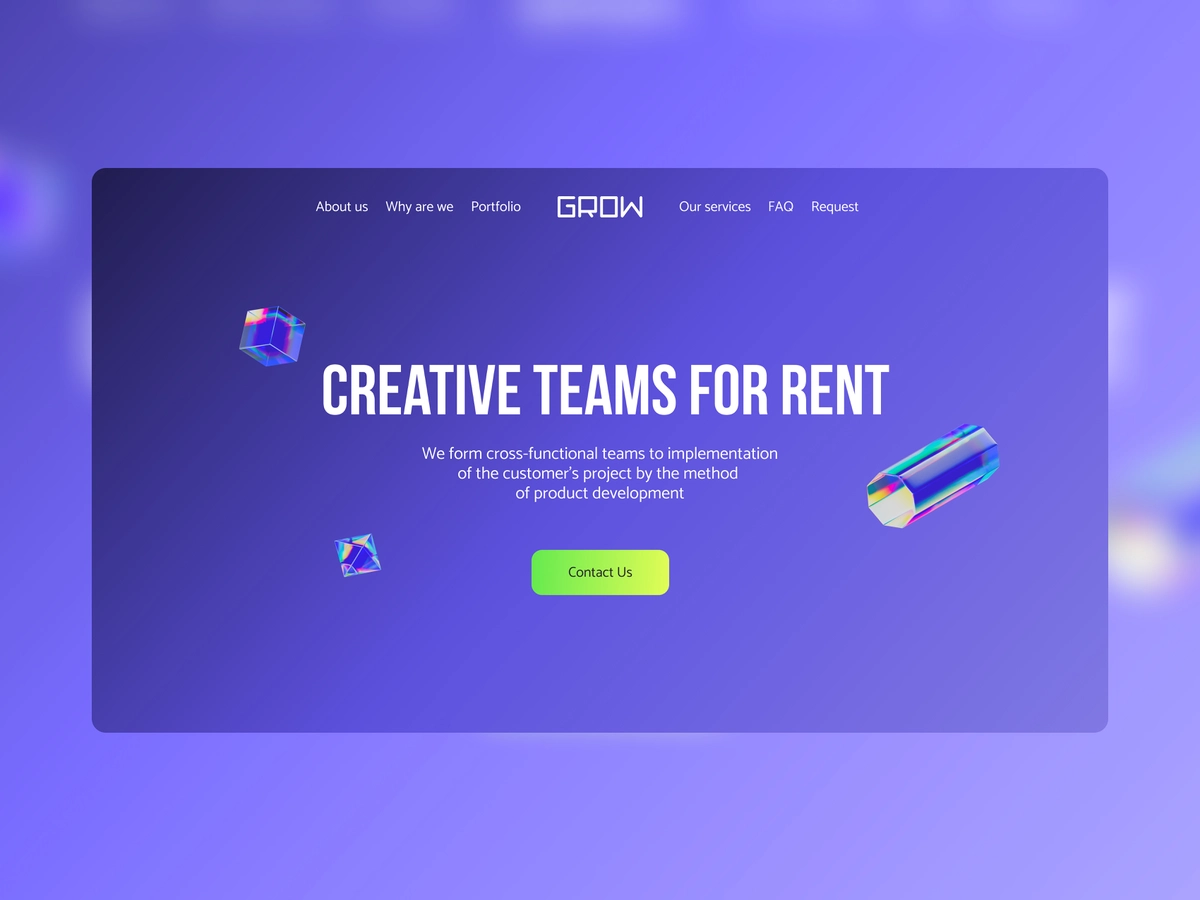 About us Why are we Portfolio GROW Our services FAQ Request
CREATIVE TEAMS FOR RENT
We form cross-functional teams to implementation
of the customer's project by the method
of product development
Contact Us